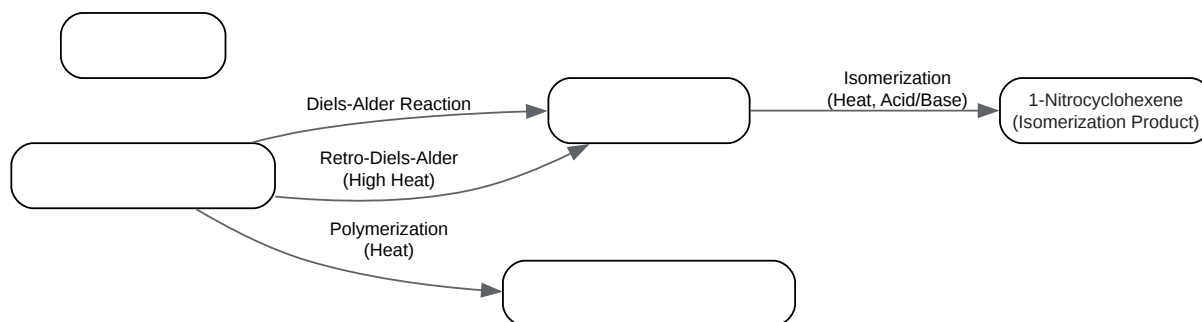 Diels-Alder Reaction
Retro-Diels-Alder
(High Heat)
Polymerization
(Heat)
Isomerization
(Heat, Acid/Base)
1-Nitrocyclohexene
(Isomerization Product)